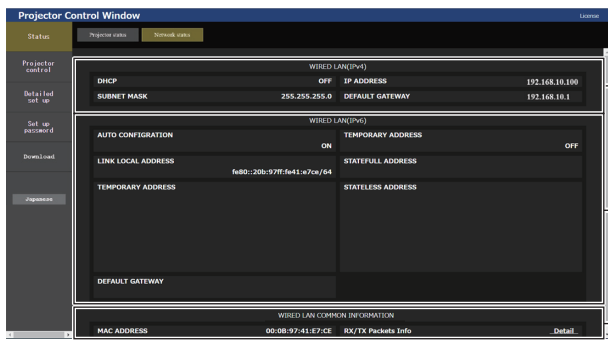 Projector Control Window
License
Status
Projector status
Network status
Projector
control
Detailed
set up
Set up
password
Download
Japanese
WIRED LAN(IPv4)
DHCP OFF IP ADDRESS 192.168.10.100
SUBNET MASK 255.255.255.0 DEFAULT GATEWAY 192.168.10.1
WIRED LAN(IPv6)
AUTO CONFIGRATION TEMPORARY ADDRESS
ON OFF
LINK LOCAL ADDRESS STATEFULL ADDRESS
fe80::20b:97ff:fe41:e7ce/64
TEMPORARY ADDRESS STATELESS ADDRESS
DEFAULT GATEWAY
WIRED LAN COMMON INFORMATION
MAC ADDRESS 00:0B:97:41:E7:CE RX/TX Packets Info Detail